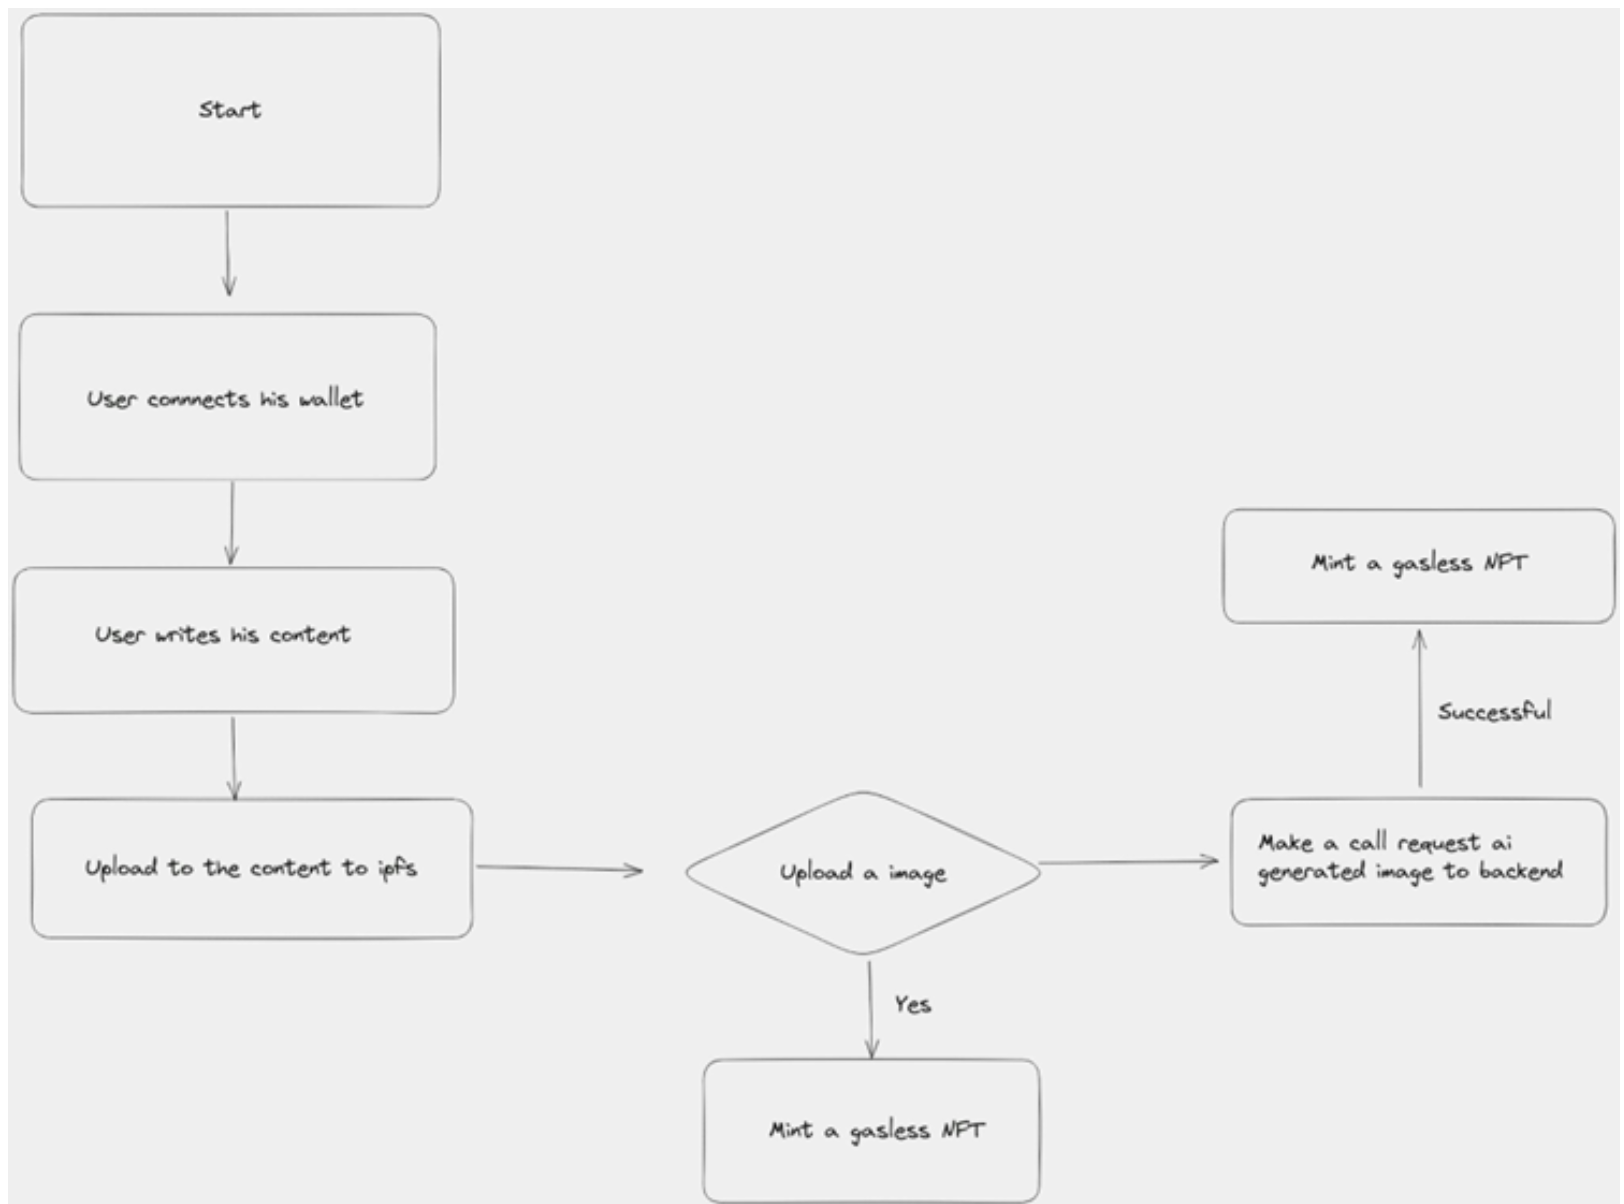 Start
User connnects his wallet
User writes his content
Upload to the content to ipfs
Upload a image
Yes
Mint a gasless NFT
Make a call request ai
generated image to backend
Successful
Mint a gasless NFT